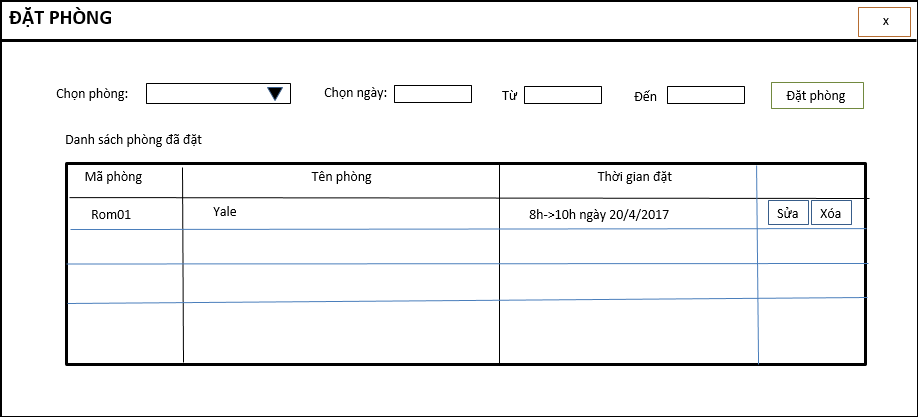 ĐẶT PHÒNG
x
Chọn phòng:
Chọn ngày:
Từ
Đến
Đặt phòng
Danh sách phòng đã đặt
Mã phòng
Tên phòng
Thời gian đặt
Rom01
Yale
8h->10h ngày 20/4/2017
Sửa
Xóa